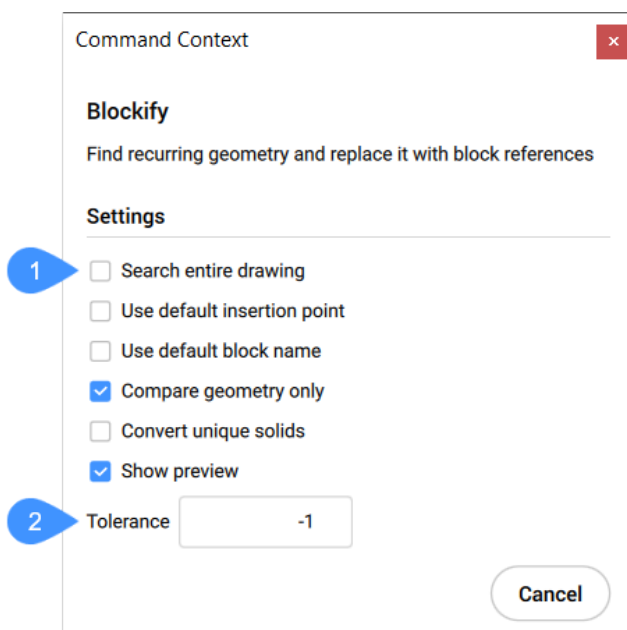 Command Context
Blockify
Find recurring geometry and replace it with block references
Settings
1
Search entire drawing
Use default insertion point
Use default block name
Compare geometry only
Convert unique solids
Show preview
2
Tolerance -1
Cancel